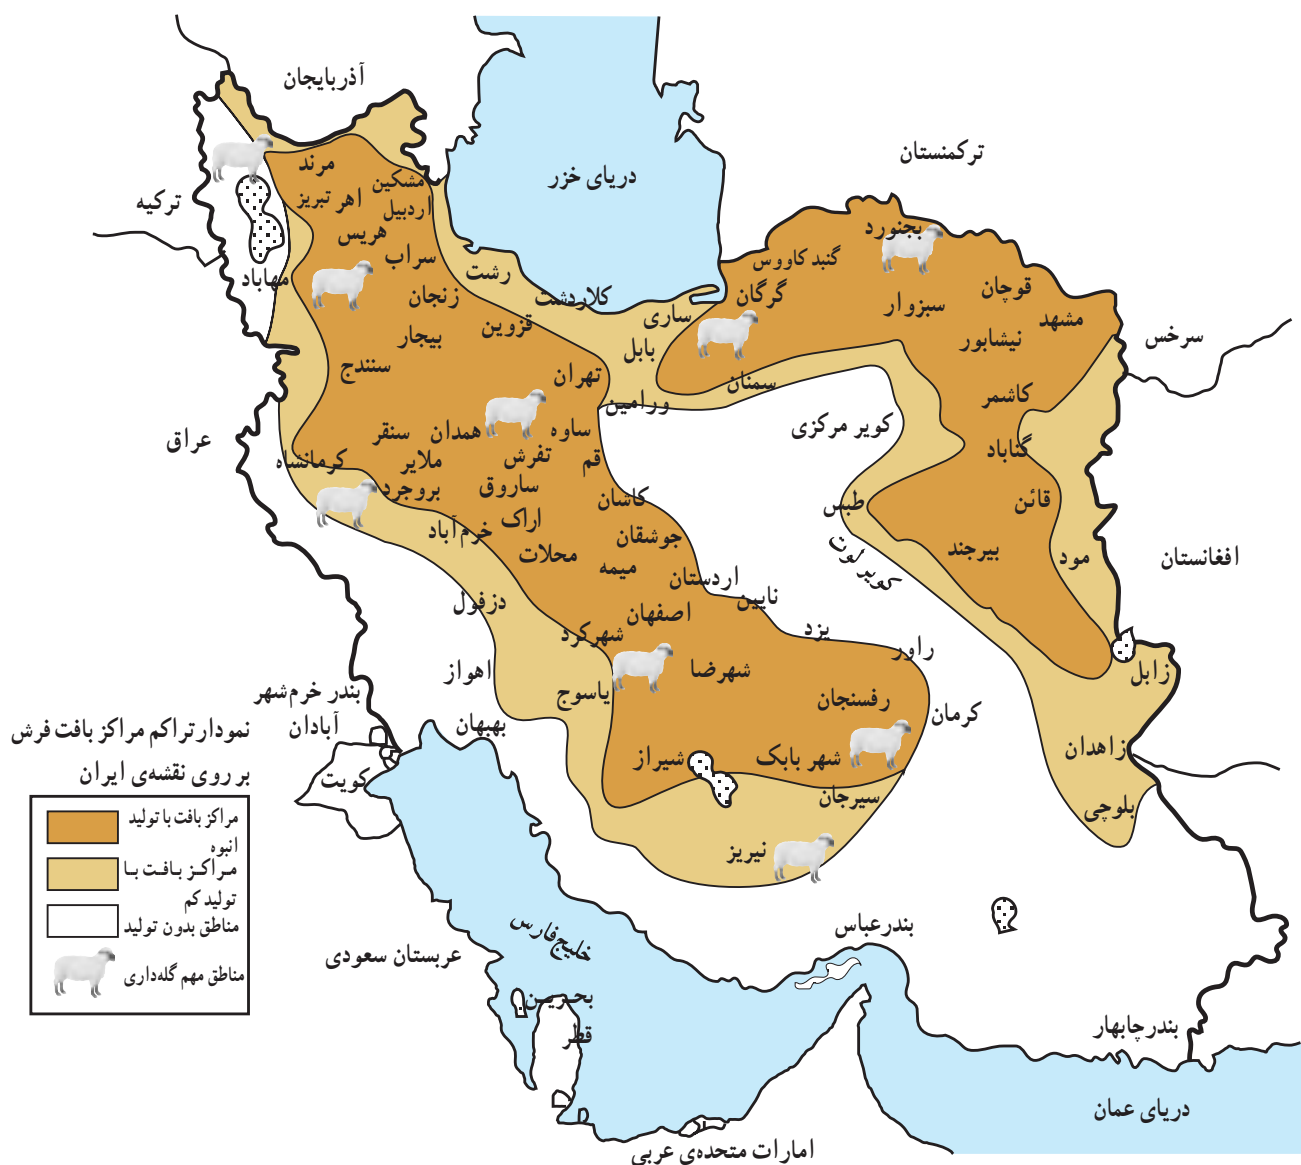 آذربایجان
ترکمنستان
ترکیه
دریای خزر
سرخس
عراق
افغانستان
مرند
مشکین
اهر
تبریز
اردبیل
هریس
سراب
مهاباد
رشت
زنجان
کلاردشت
قزوین
بیجار
ساری
بابل
سنندج
تهران
ورامین
سمنان
گنبد کاووس
گرگان
بجنورد
سبزوار
قوچان
مشهد
نیشابور
کاشمر
گناباد
قائن
طبس
بیرجند
مود
کویر مرکزی
کویر لوت
سنقر
همدان
ساوه
کرمانشاه
ملایر
تفرش
قم
بروجرد
ساروق
کاشان
خرم‌آباد
اراک
جوشقان
محلات
میمه
اردستان
نایین
دزفول
اصفهان
یزد
شهرکرد
راور
اهواز
یاسوج
شهرضا
رفسنجان
کرمان
زابل
بهبهان
شیراز
شهر بابک
سیرجان
زاهدان
بلوچی
نیریز
بندر خرم‌شهر
آبادان
کویت
بندرعباس
خلیج‌فارس
عربستان سعودی
بحرین
قطر
بندرچابهار
دریای عمان
امارات متحده‌ی عربی
نمودار تراکم مراکز بافت فرش
بر روی نقشه‌ی ایران
مراکز بافت با تولید
انبوه
مراکز بافت با
تولید کم
مناطق بدون تولید
مناطق مهم گله‌داری